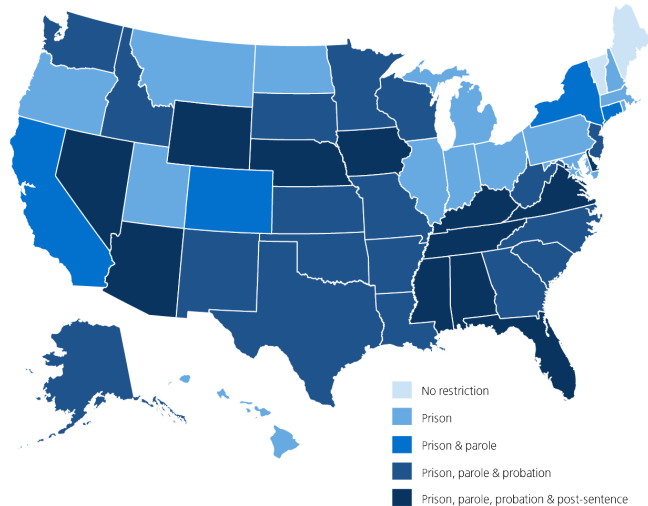 No restriction
Prison
Prison & parole
Prison, parole & probation
Prison, parole, probation & post-sentence